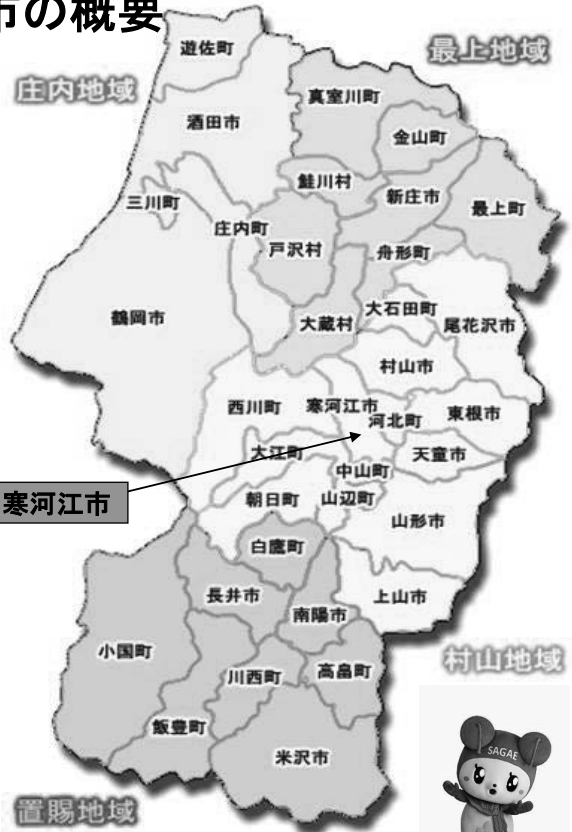 市の概要
遊佐町
最上地域
庄内地域
真室川町
酒田市
金山町
鮭川村
新庄市
三川町
最上町
庄内町
戸沢村
舟形町
鶴岡市
大蔵村
大石田町
尾花沢市
村山市
西川町
寒河江市
河北町
東根市
大江町
天童市
中山町
寒河江市
朝日町
山辺町
山形市
白鷹町
長井市
上山市
南陽市
小国町
村山地域
川西町
高畠町
飯豊町
SAGAE
米沢市
置賜地域